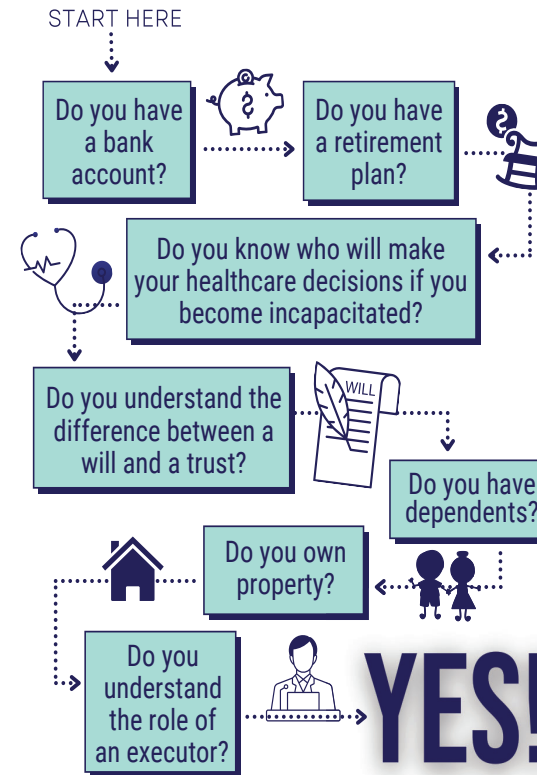 START HERE
Do you have
a bank
account?
Do you have
a retirement
plan?
Do you know who will make
your healthcare decisions if you
become incapacitated?
Do you understand the
difference between a
will and a trust?
WILL
Do you have
dependents?
Do you own
property?
Do you
understand
the role of
an executor?
YES!